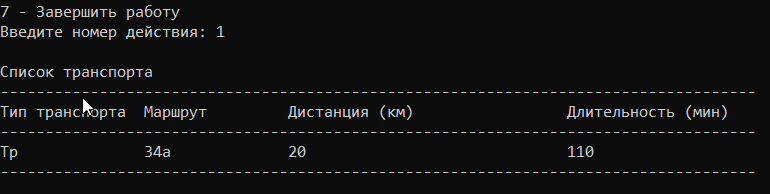 7 - Завершить работу
Введите номер действия: 1
Список транспорта
------------------------------------------------------------------------------------
Тип транспорта  Маршрут         Дистанция (км)                 Длительность (мин)
------------------------------------------------------------------------------------
Тр              34а             20                             110
------------------------------------------------------------------------------------